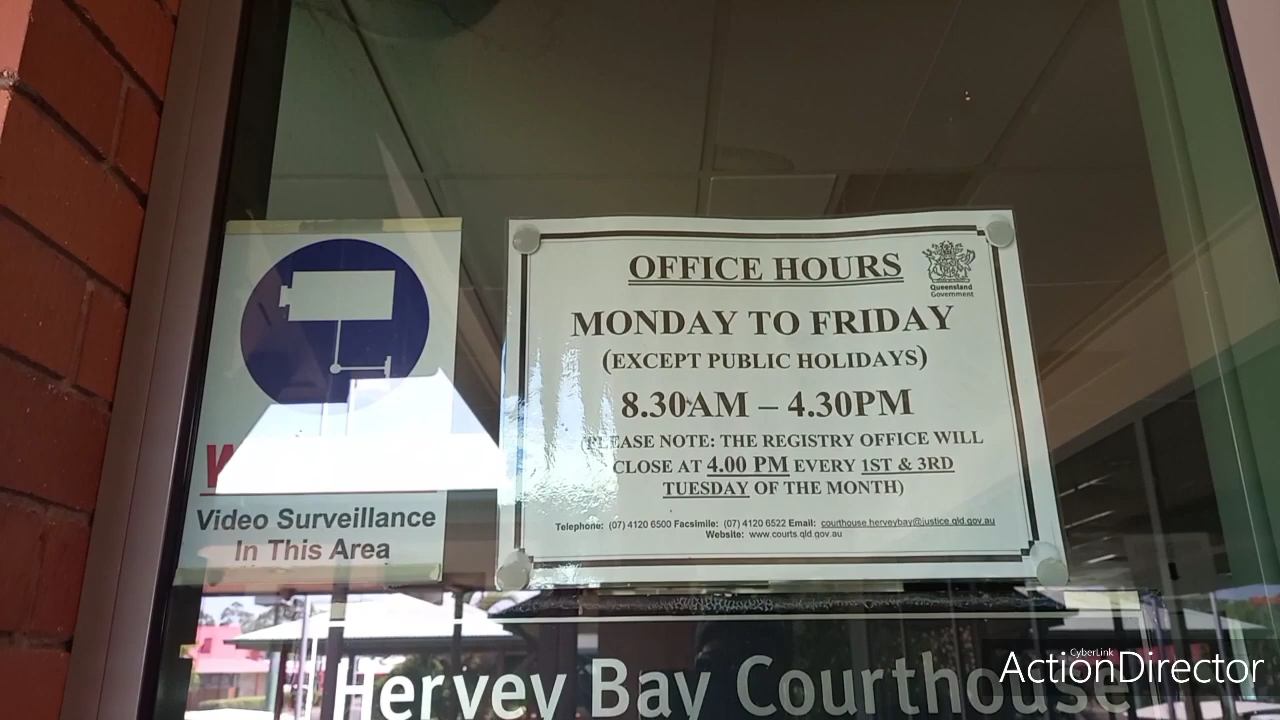 OFFICE HOURS
Queensland
Government
MONDAY TO FRIDAY
(EXCEPT PUBLIC HOLIDAYS)
8.30AM – 4.30PM
(PLEASE NOTE: THE REGISTRY OFFICE WILL
CLOSE AT 4.00 PM EVERY 1ST & 3RD
TUESDAY OF THE MONTH)
Telephone: (07) 4120 6500 Facsimile: (07) 4120 6522 Email: courthouse.herveybay@justice.qld.gov.au
Website: www.courts.qld.gov.au
Video Surveillance
In This Area
Hervey Bay Courthouse
CyberLink
ActionDirector